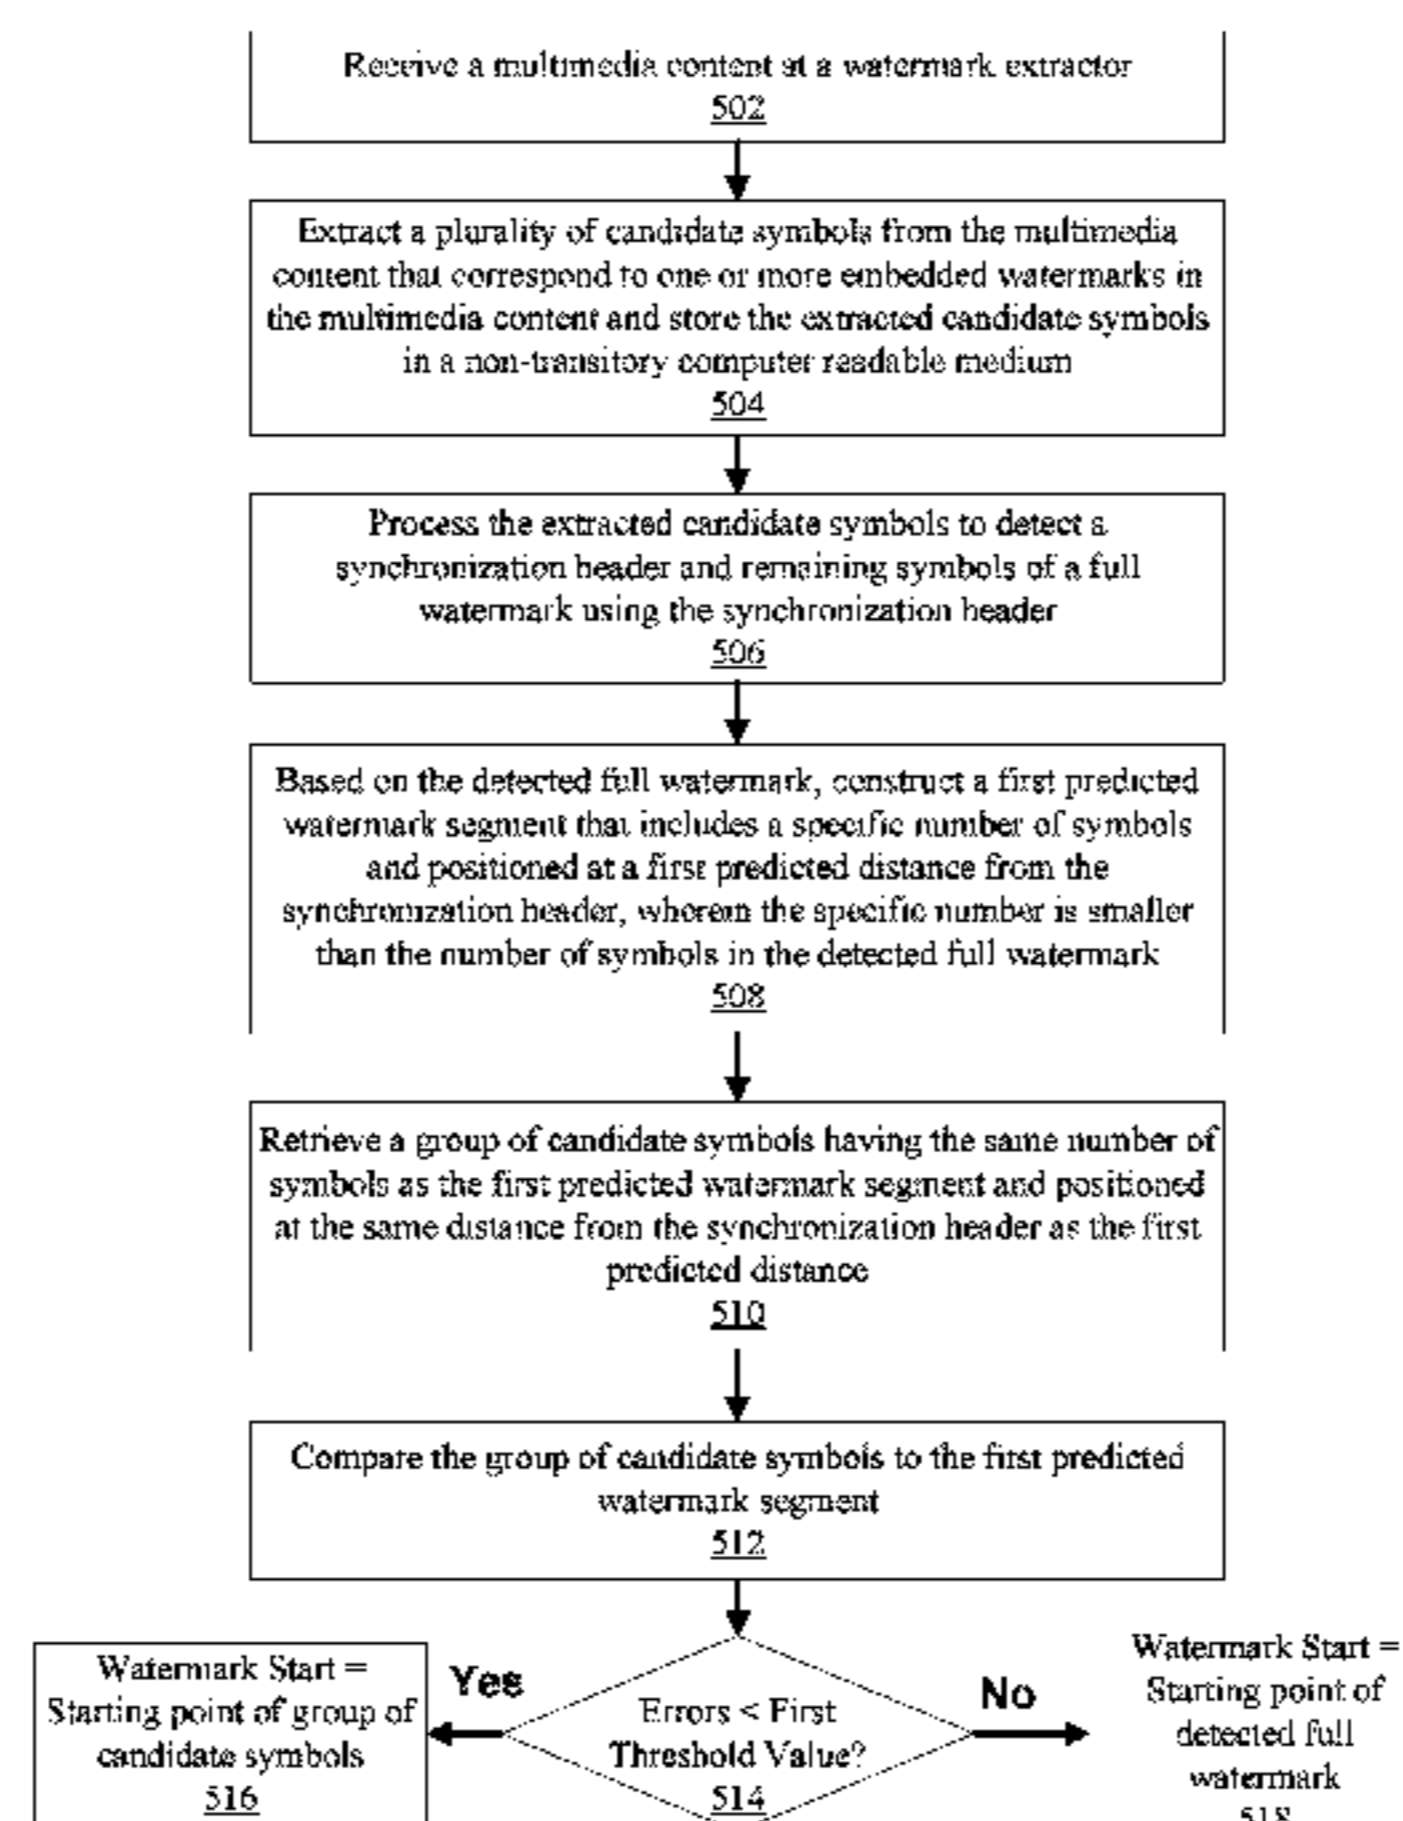 Receive a multimedia content at a watermark extractor
502
Extract a plurality of candidate symbols from the multimedia
content that correspond to one or more embedded watermarks in
the multimedia content and store the extracted candidate symbols
in a non-transitory computer readable medium
504
Process the extracted candidate symbols to detect a
synchronization header and remaining symbols of a full
watermark using the synchronization header
506
Based on the detected full watermark, construct a first predicted
watermark segment that includes a specific number of symbols
and positioned at a first predicted distance from the
synchronization header, wherein the specific number is smaller
than the number of symbols in the detected full watermark
508
Retrieve a group of candidate symbols having the same number of
symbols as the first predicted watermark segment and positioned
at the same distance from the synchronization header as the first
predicted distance
510
Compare the group of candidate symbols to the first predicted
watermark segment
512
Errors < First
Threshold Value?
514
Yes
Watermark Start =
Starting point of group of
candidate symbols
516
No
Watermark Start =
Starting point of
detected full
watermark
518